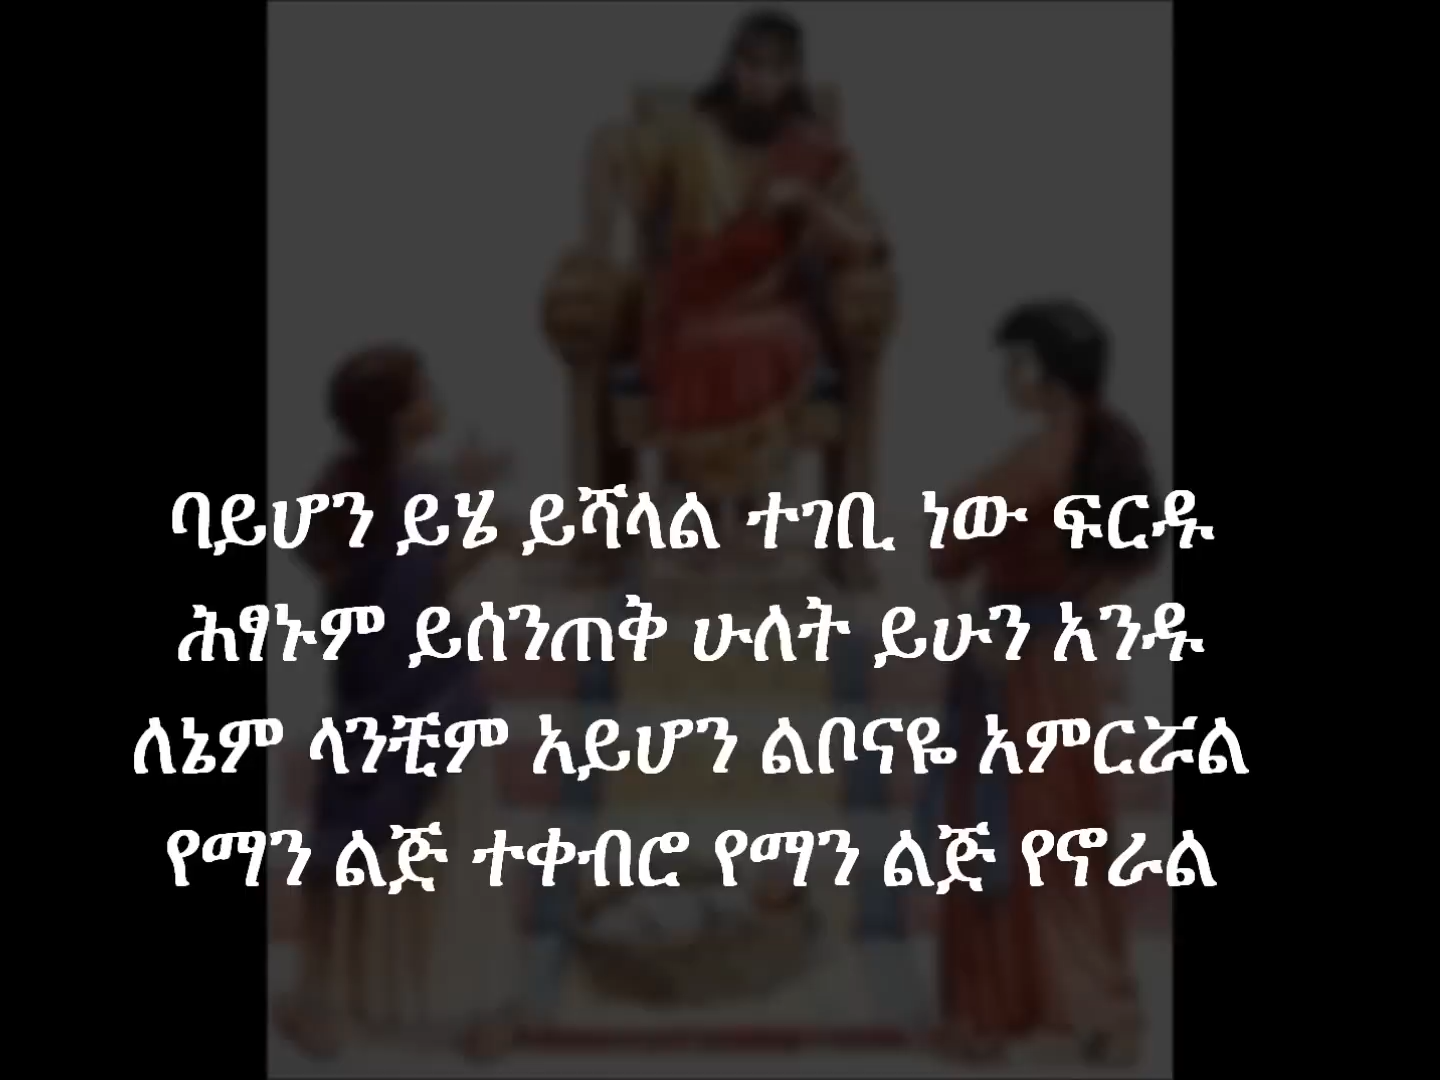 ባይሆን ይሄ ይሻላል ተገቢ ነው ፍርዱ
ሕፃኑም ይሰንጠቅ ሁለት ይሁን አንዱ
ለኔም ላንቺም አይሆን ልቦናዬ አምርሯል
የማን ልጅ ተቀብሮ የማን ልጅ የኖራል